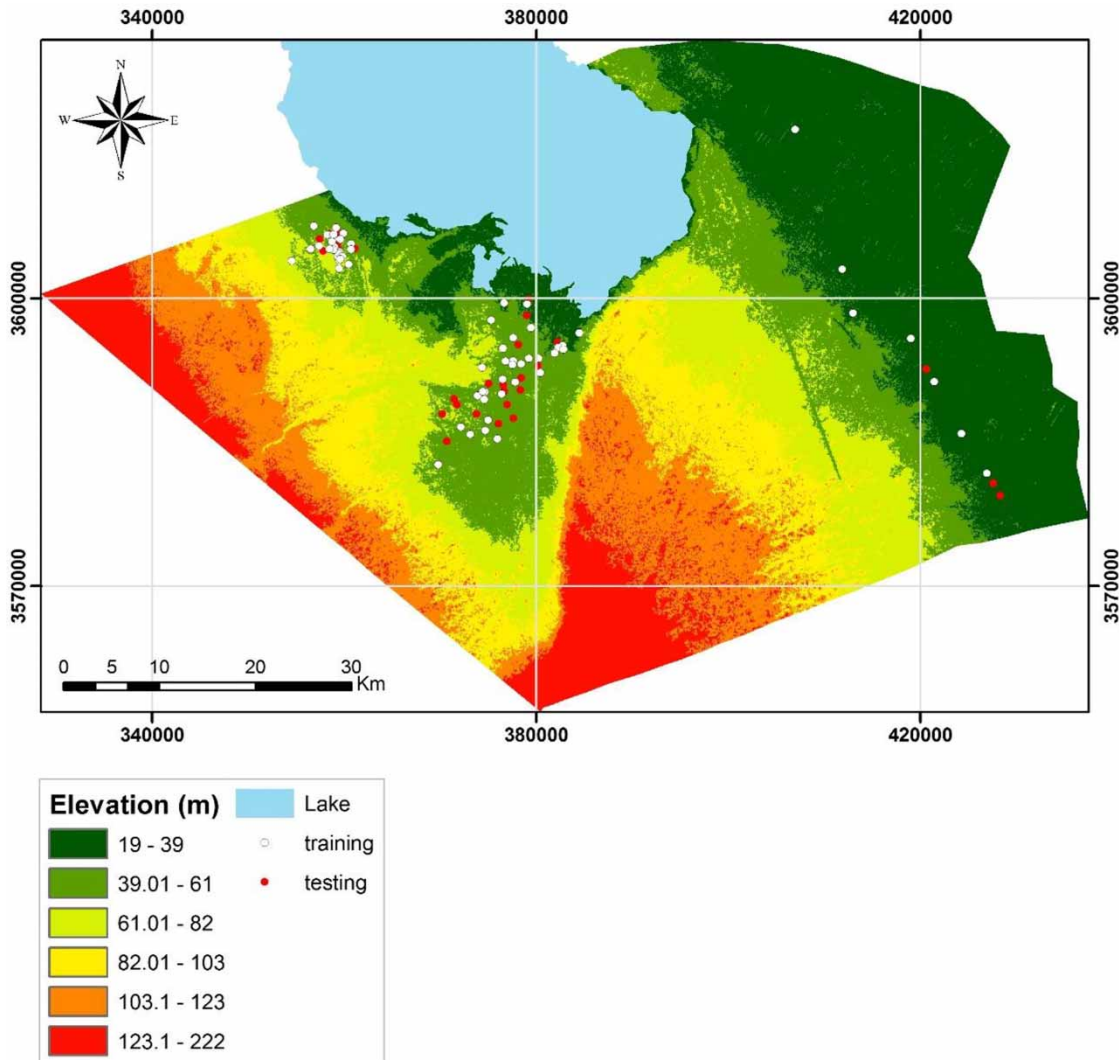 340000 380000 420000
N
W E
S
3600000 3600000
3570000 3570000
0 5 10 20 30
Km
340000 380000 420000
Elevation (m)
19 - 39
39.01 - 61
61.01 - 82
82.01 - 103
103.1 - 123
123.1 - 222
Lake
training
testing